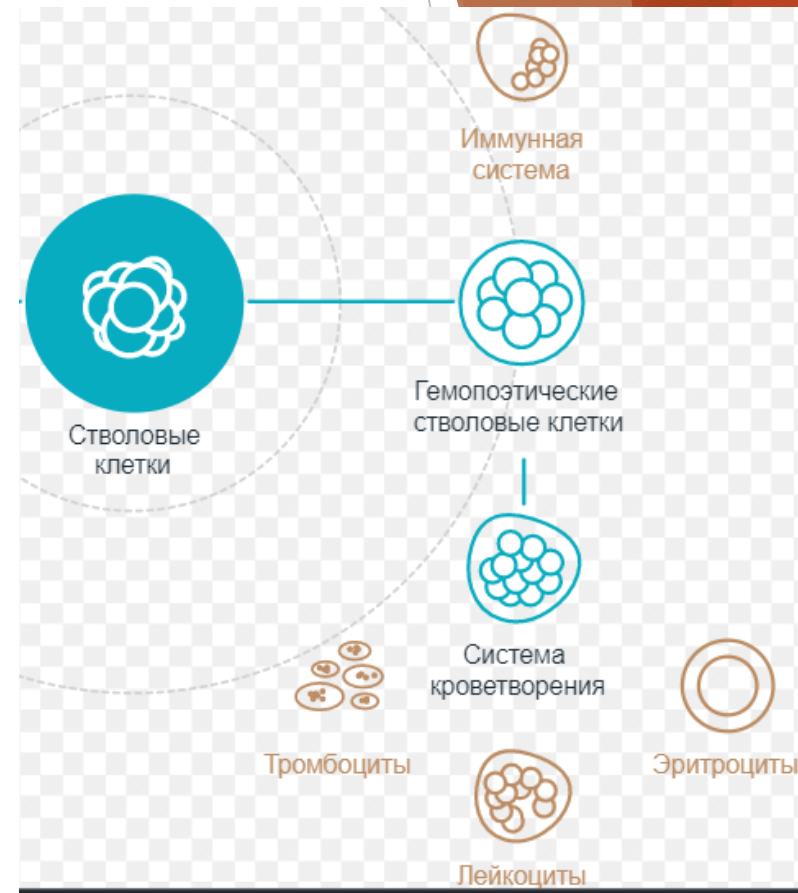 Иммунная
система
Гемопоэтические
стволовые клетки
Стволовые
клетки
Система
кроветворения
Тромбоциты
Эритроциты
Лейкоциты